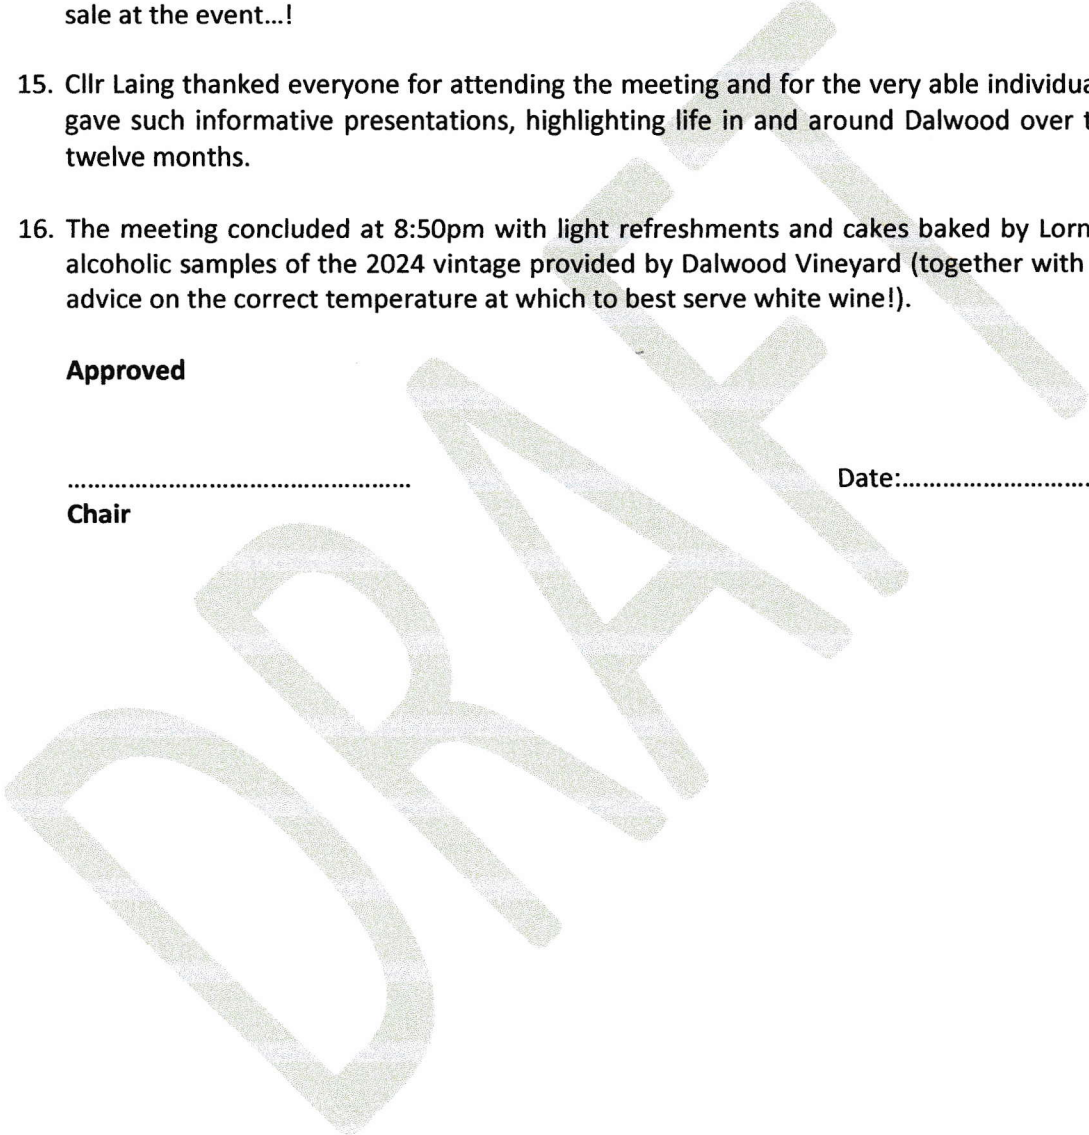 sale at the event...!
15. Cllr Laing thanked everyone for attending the meeting and for the very able
gave such informative presentations, highlighting life in and around Dalwood over
twelve months.
16. The meeting concluded at 8:50pm with light refreshments and cakes baked by
alcoholic samples of the 2024 vintage provided by Dalwood Vineyard (together with
advice on the correct temperature at which to best serve white wine!).
Approved
....................................................
Chair
Date:............................
DRAFT